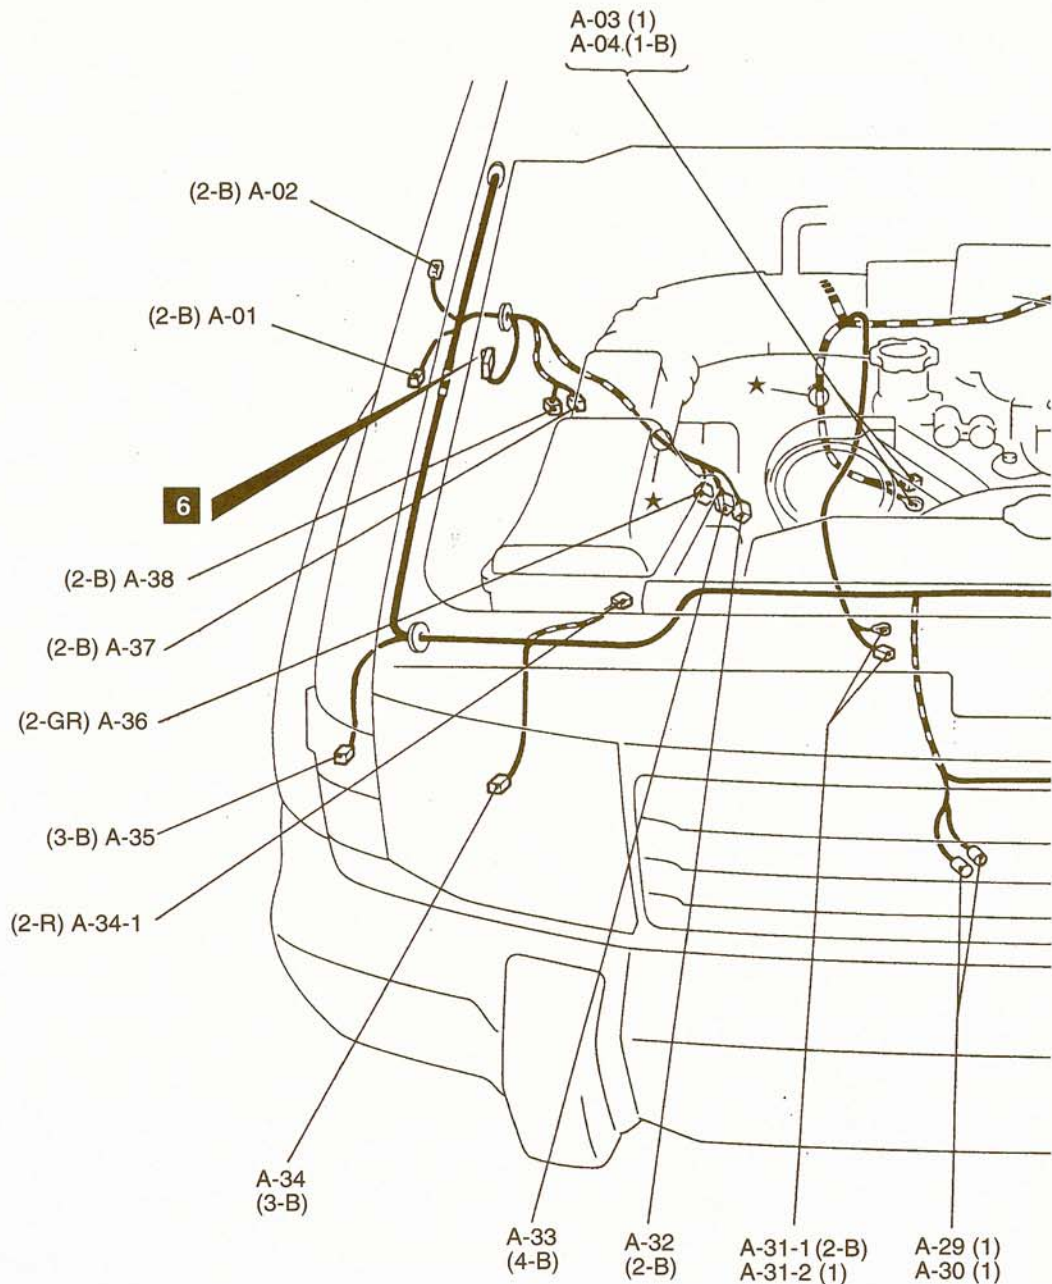 A-03 (1)
A-04 (1-B)
(2-B) A-02
(2-B) A-01
6
(2-B) A-38
(2-B) A-37
(2-GR) A-36
(3-B) A-35
(2-R) A-34-1
A-34
(3-B)
A-33
(4-B)
A-32
(2-B)
A-31-1 (2-B)
A-31-2 (1)
A-29 (1)
A-30 (1)